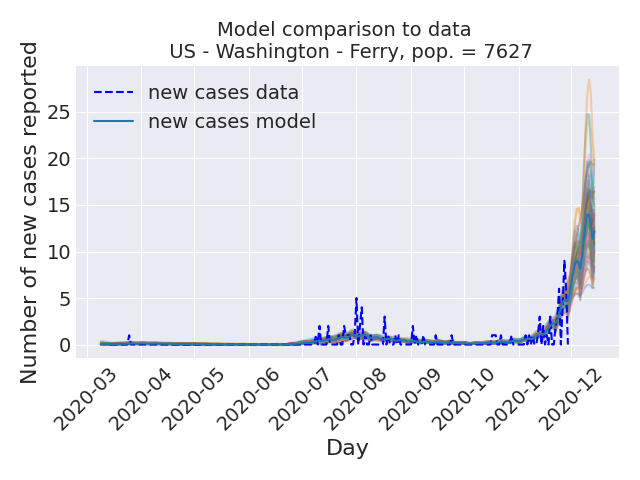 Model comparison to data
US - Washington - Ferry, pop. = 7627
Number of new cases reported
25
20
15
10
5
0
new cases data
new cases model
2020-03
2020-04
2020-05
2020-06
2020-07
2020-08
2020-09
2020-10
2020-11
2020-12
Day